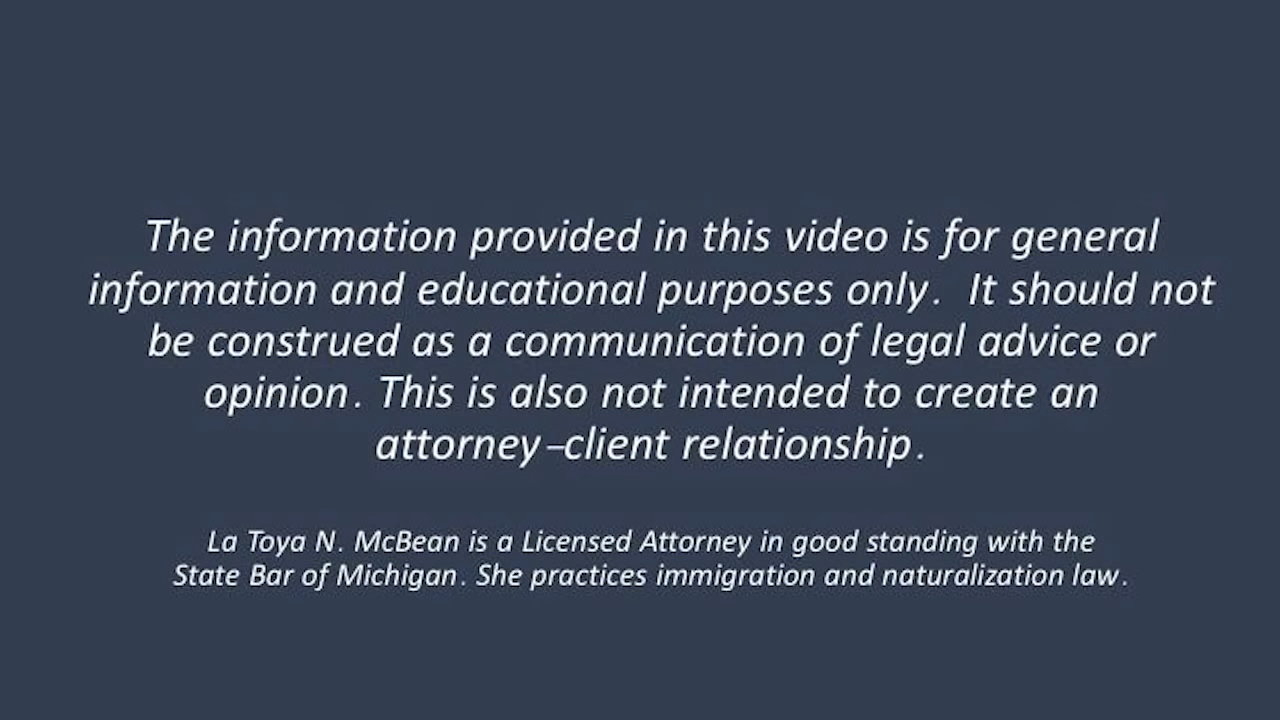 The information provided in this video is for general
information and educational purposes only.  It should not
be construed as a communication of legal advice or
opinion. This is also not intended to create an
attorney–client relationship.
La Toya N. McBean is a Licensed Attorney in good standing with the
State Bar of Michigan. She practices immigration and naturalization law.